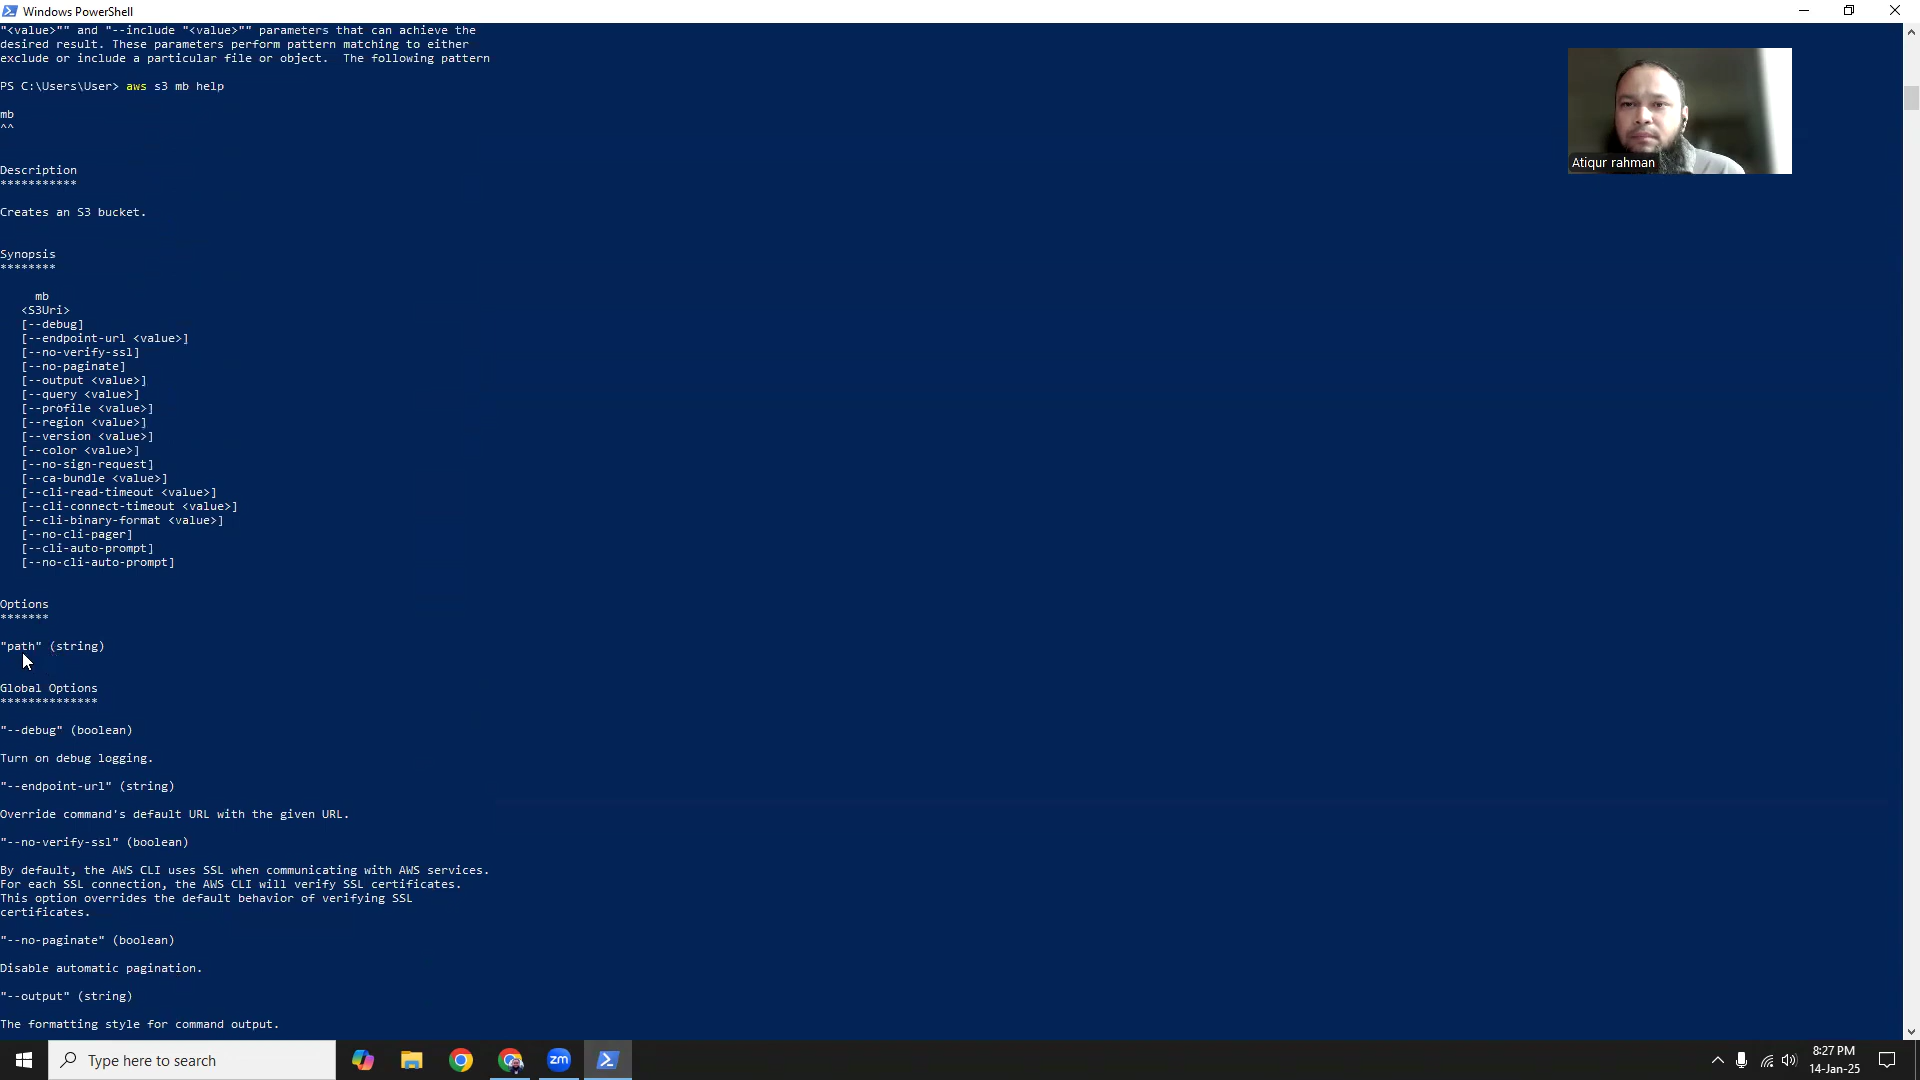 Windows PowerShell
"<value>"" and "--include "<value>"" parameters that can achieve the
desired result. These parameters perform pattern matching to either
exclude or include a particular file or object.  The following pattern
PS C:\Users\User> aws s3 mb help
mb
^^
Description
***********
Creates an S3 bucket.
Synopsis
********
mb
<S3Uri>
[--debug]
[--endpoint-url <value>]
[--no-verify-ssl]
[--no-paginate]
[--output <value>]
[--query <value>]
[--profile <value>]
[--region <value>]
[--version <value>]
[--color <value>]
[--no-sign-request]
[--ca-bundle <value>]
[--cli-read-timeout <value>]
[--cli-connect-timeout <value>]
[--cli-binary-format <value>]
[--no-cli-pager]
[--cli-auto-prompt]
[--no-cli-auto-prompt]
Options
*******
"path" (string)
Global Options
**************
"--debug" (boolean)
Turn on debug logging.
"--endpoint-url" (string)
Override command's default URL with the given URL.
"--no-verify-ssl" (boolean)
By default, the AWS CLI uses SSL when communicating with AWS services.
For each SSL connection, the AWS CLI will verify SSL certificates.
This option overrides the default behavior of verifying SSL
certificates.
"--no-paginate" (boolean)
Disable automatic pagination.
"--output" (string)
The formatting style for command output.
Atiqur rahman
Type here to search
zm
8:27 PM
14-Jan-25